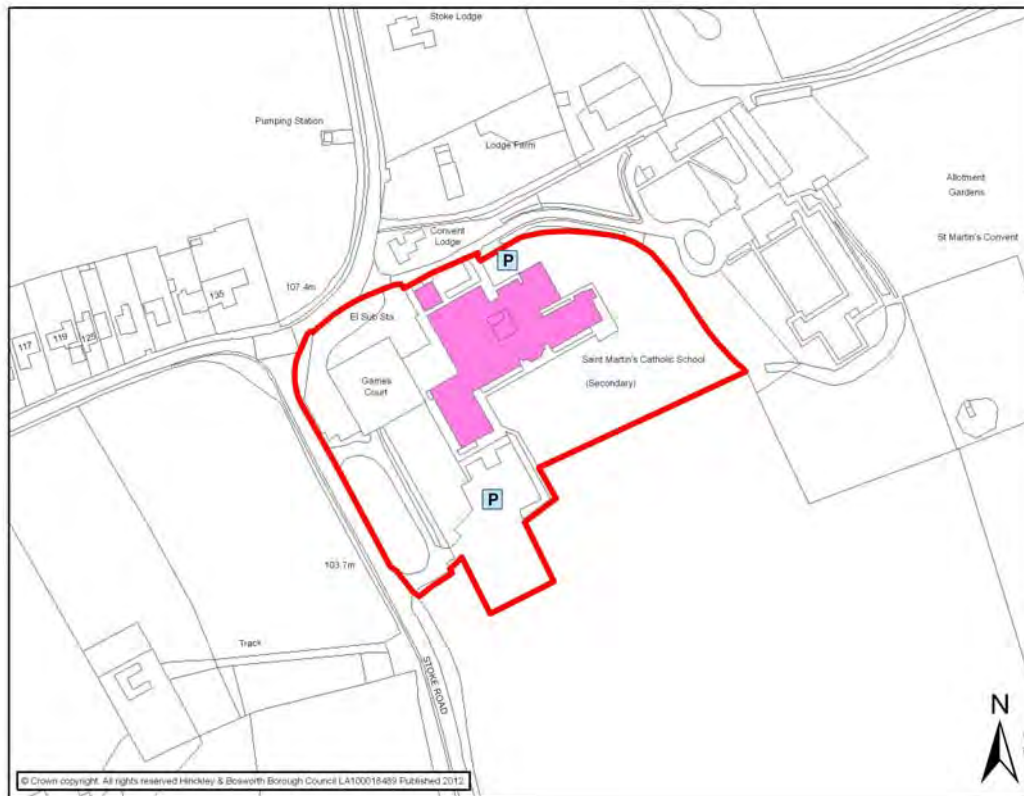 Stoke Lodge
Pumping Station
Lodge Farm
Allotment
Gardens
Convent
Lodge
St Martin's Convent
P
135
107.4m
El Sub Sta
125
119
117
Saint Martin's Catholic School
(Secondary)
Games
Court
P
103.7m
Track
STOKE ROAD
N
© Crown copyright. All rights reserved Hinckley & Bosworth Borough Council LA100018489 Published 2012